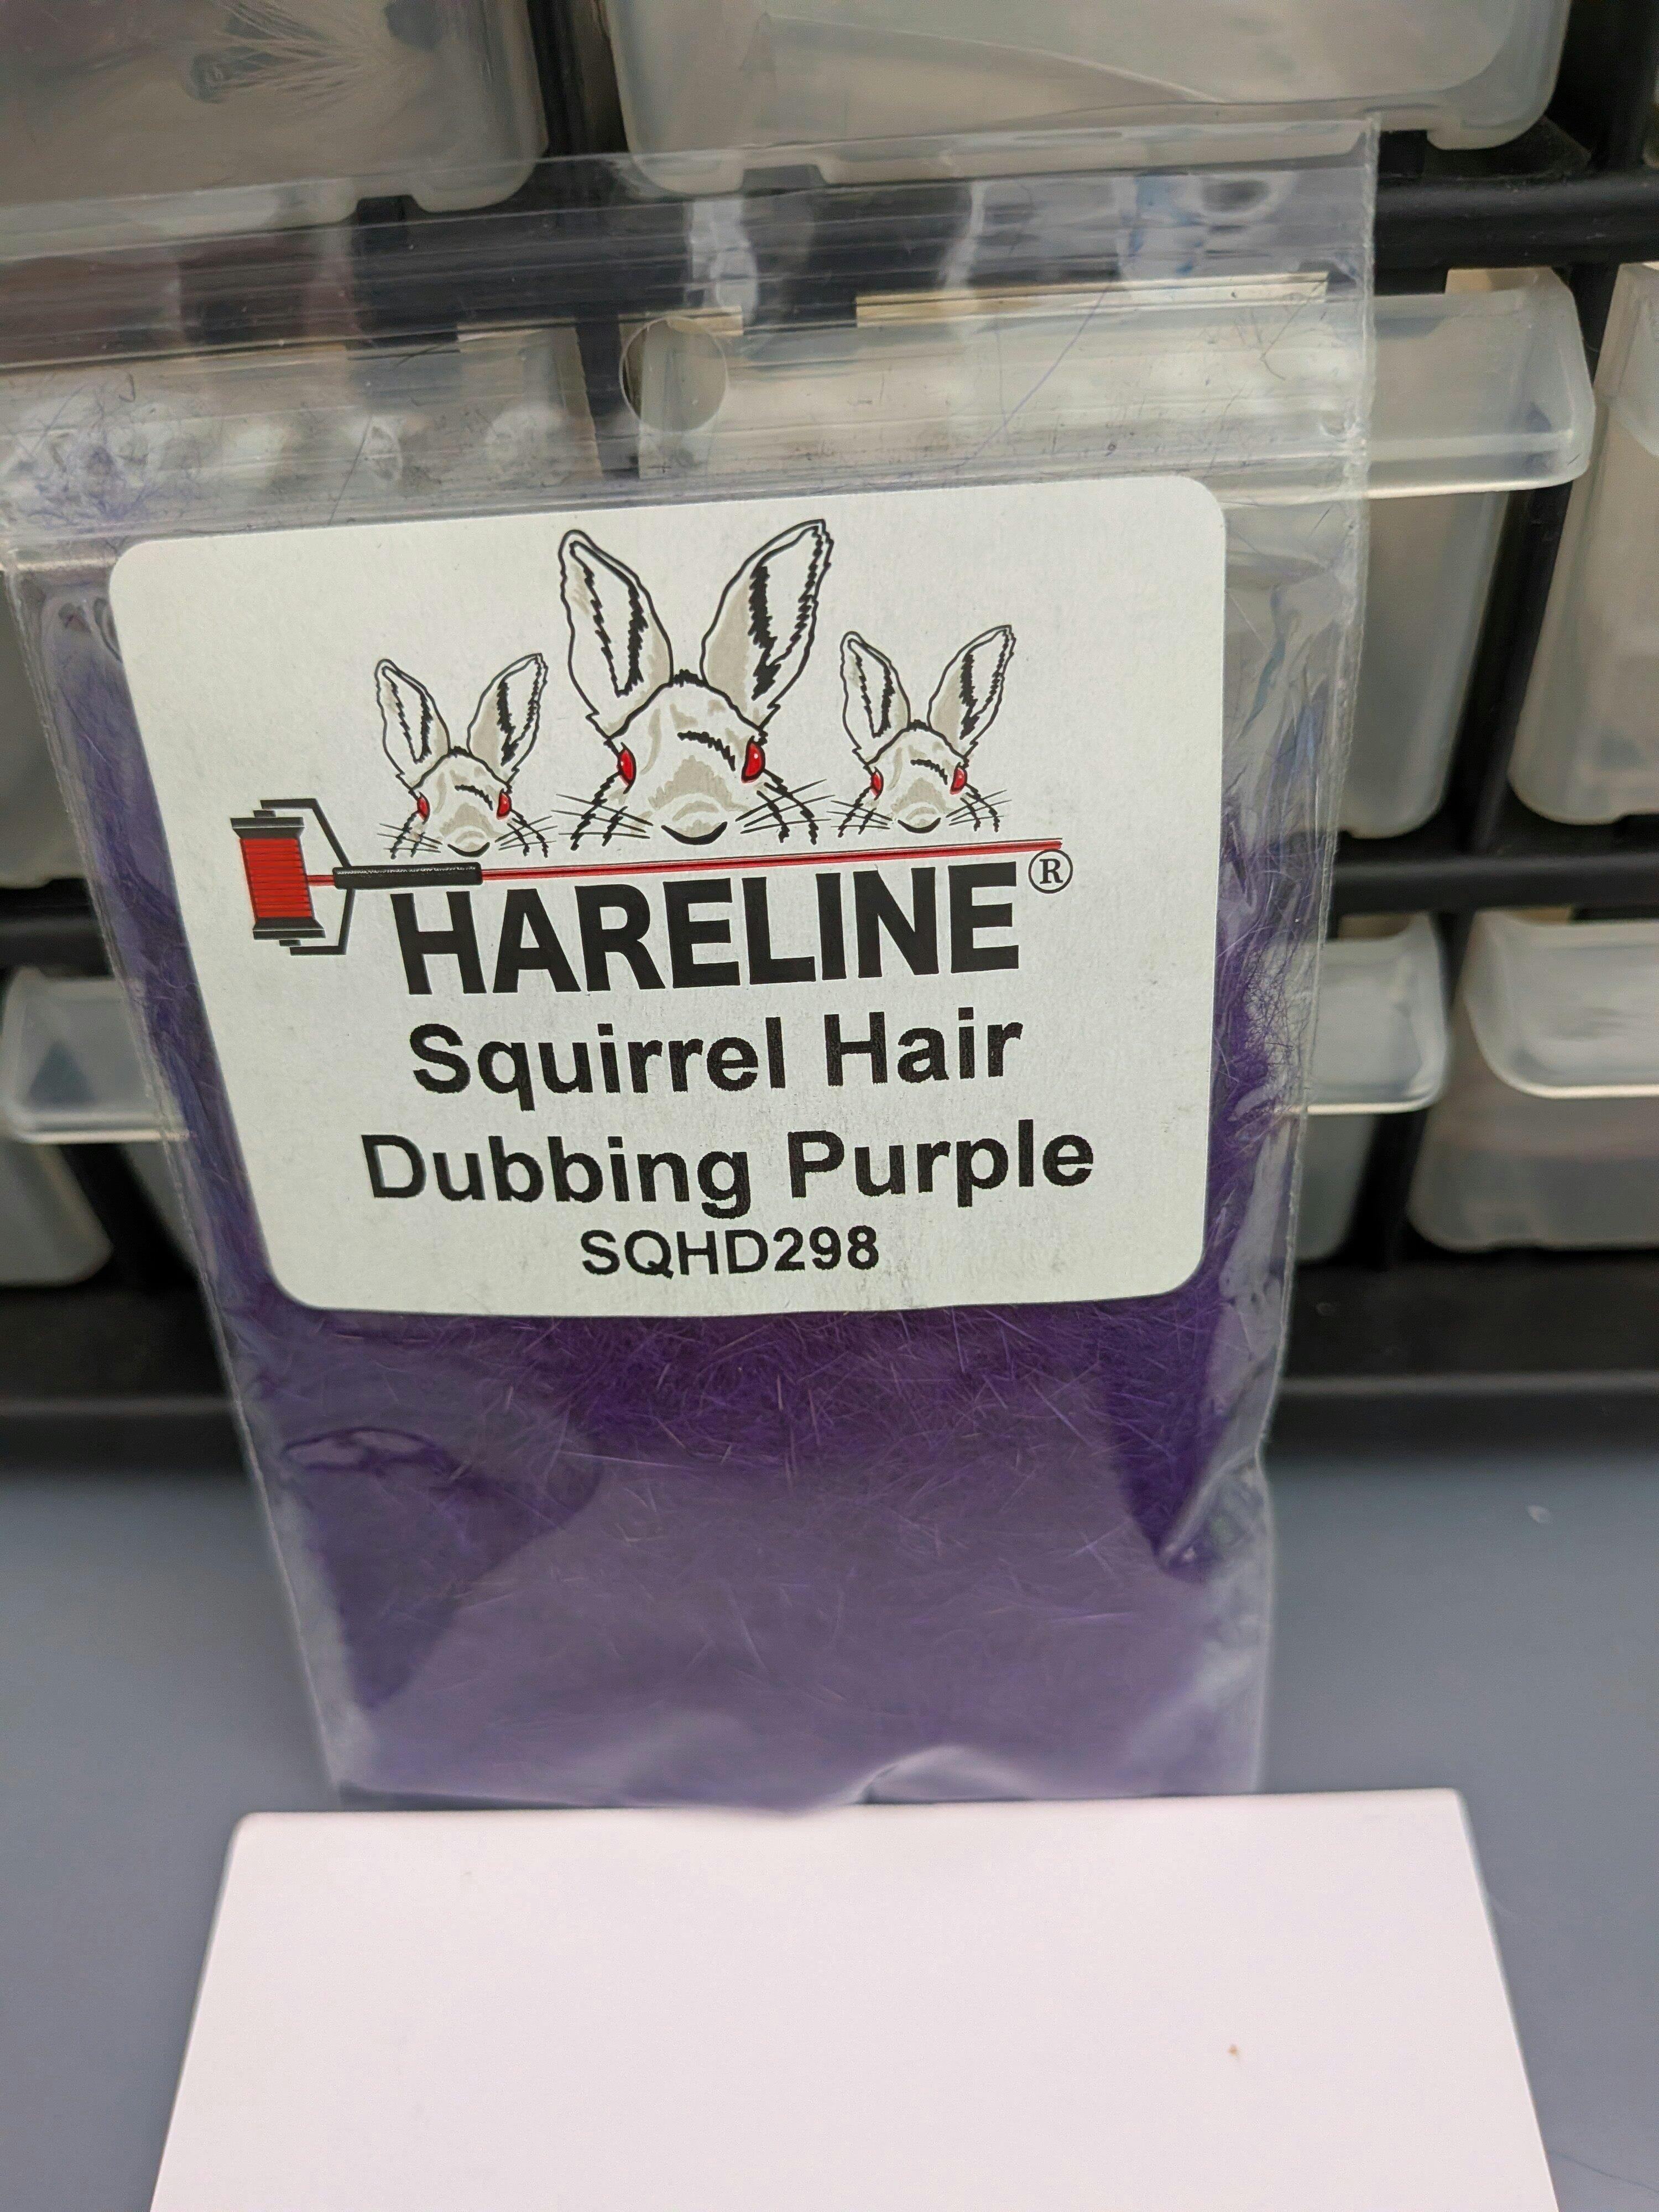 HARELINE®
Squirrel Hair
Dubbing Purple
SQHD298